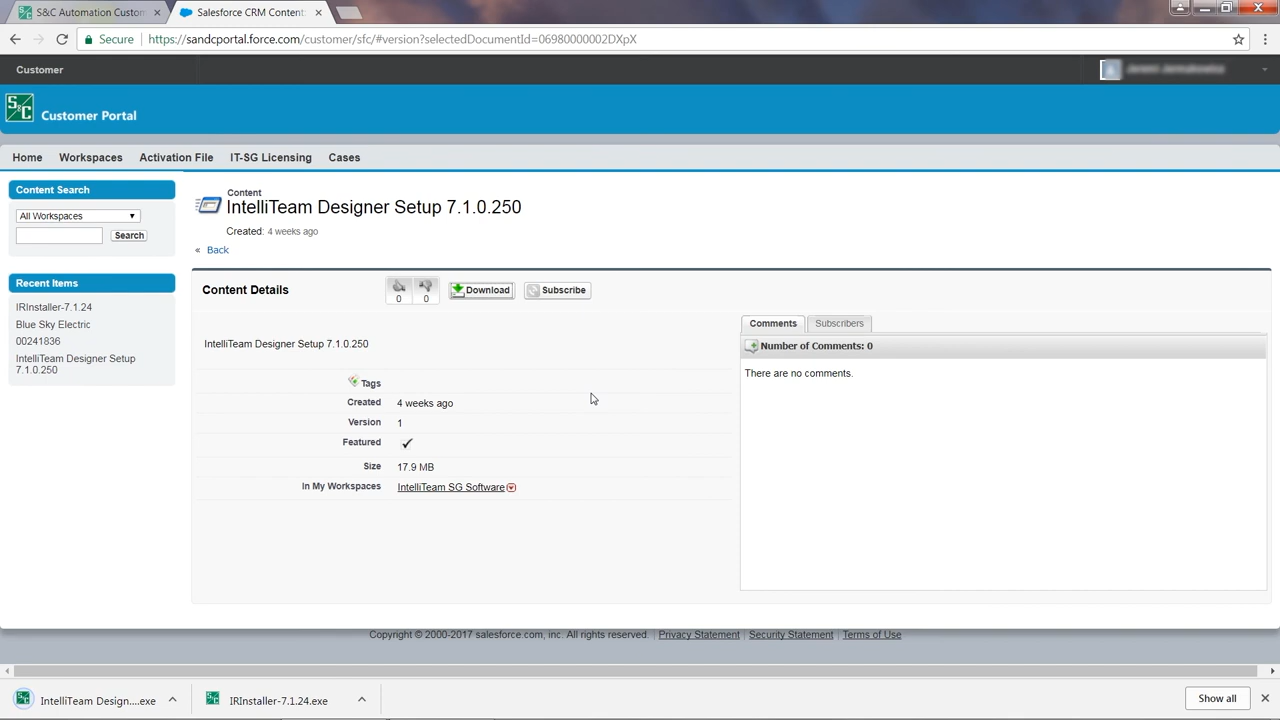 S&C Automation Custom
Salesforce CRM Content
Secure
https://sandcportal.force.com/customer/sfc/#version?selectedDocumentId=06980000002DXpX
Customer
S&C
Customer Portal
Home
Workspaces
Activation File
IT-SG Licensing
Cases
Content Search
All Workspaces
Search
Recent Items
IRInstaller-7.1.24
Blue Sky Electric
00241836
IntelliTeam Designer Setup
7.1.0.250
Content
IntelliTeam Designer Setup 7.1.0.250
Created: 4 weeks ago
« Back
Content Details
0
0
Download
Subscribe
IntelliTeam Designer Setup 7.1.0.250
Tags
Created 4 weeks ago
Version 1
Featured
Size 17.9 MB
In My Workspaces IntelliTeam SG Software
Comments
Subscribers
Number of Comments: 0
There are no comments.
Copyright © 2000-2017 salesforce.com, inc. All rights reserved. | Privacy Statement | Security Statement | Terms of Use
IntelliTeam Design....exe
IRInstaller-7.1.24.exe
Show all